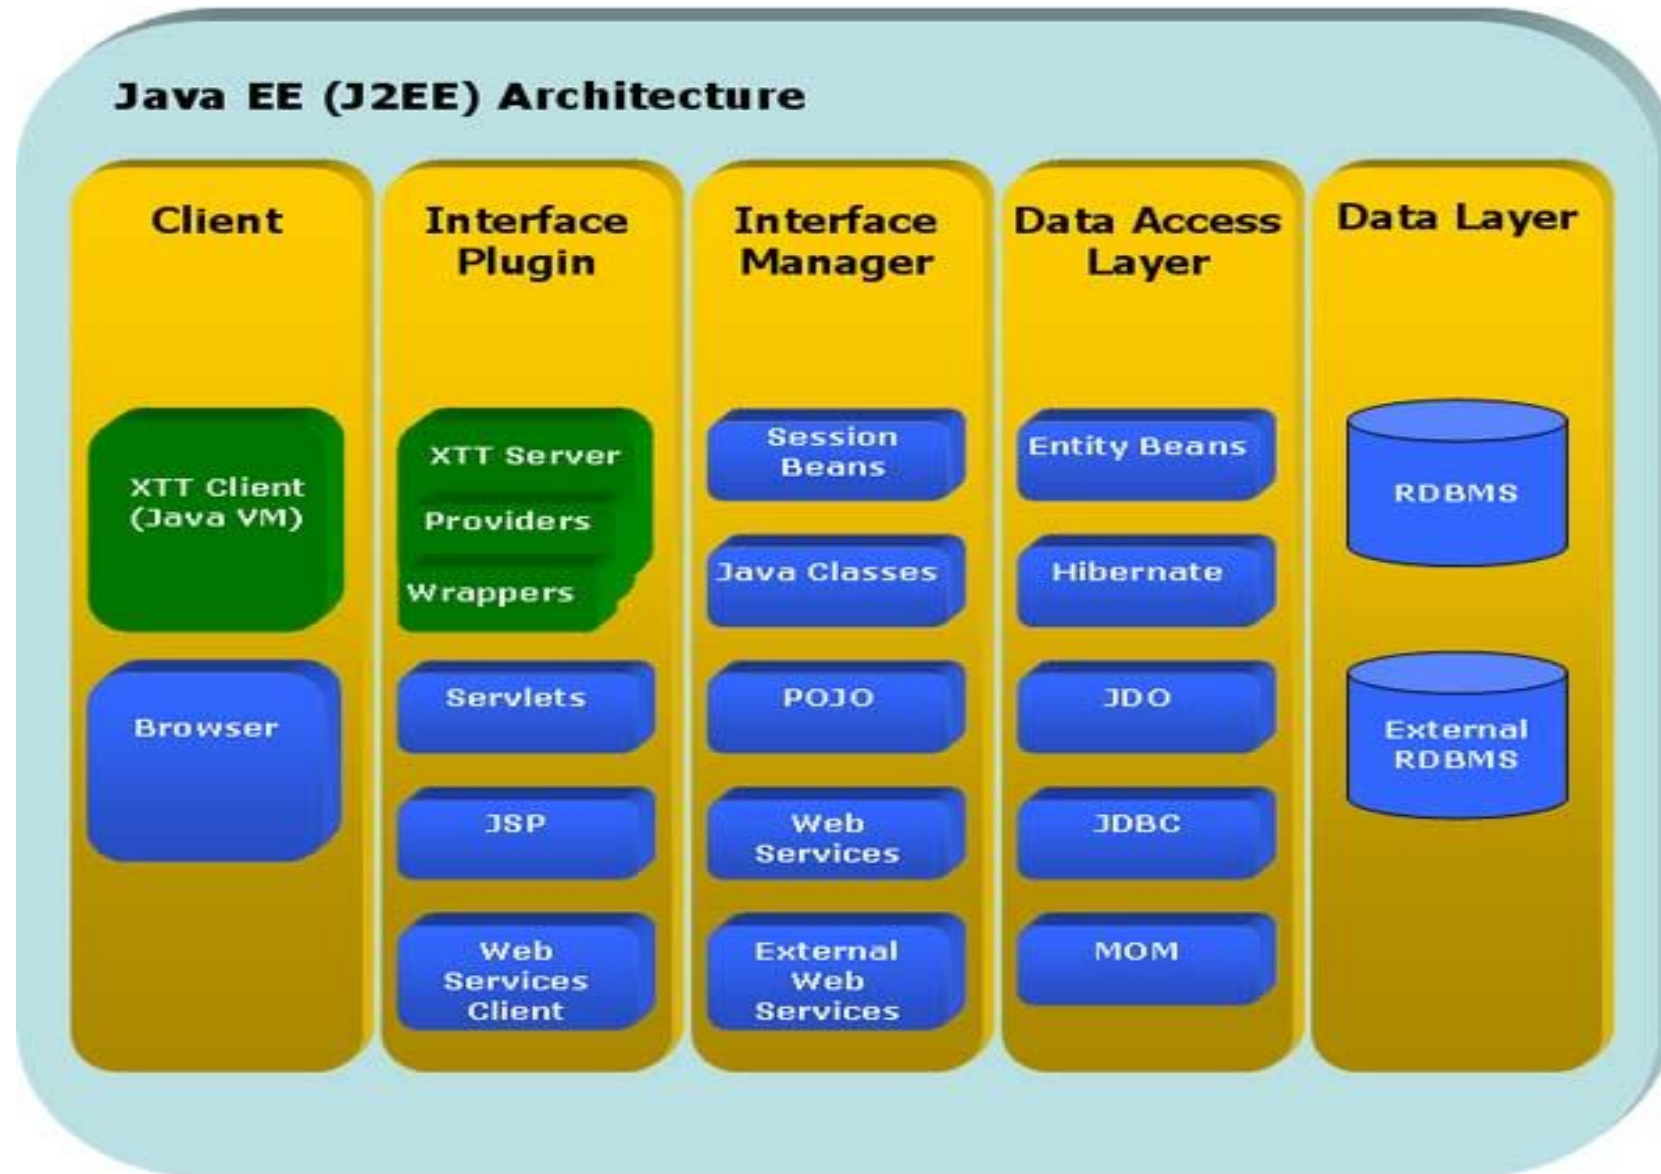 Java EE (J2EE) Architecture
Client
XTT Client
(Java VM)
Browser
Interface
Plugin
XTT Server
Providers
Wrappers
Servlets
JSP
Web
Services
Client
Interface
Manager
Session
Beans
Java Classes
POJO
Web
Services
External
Web
Services
Data Access
Layer
Entity Beans
Hibernate
JDO
JDBC
MOM
Data Layer
RDBMS
External
RDBMS